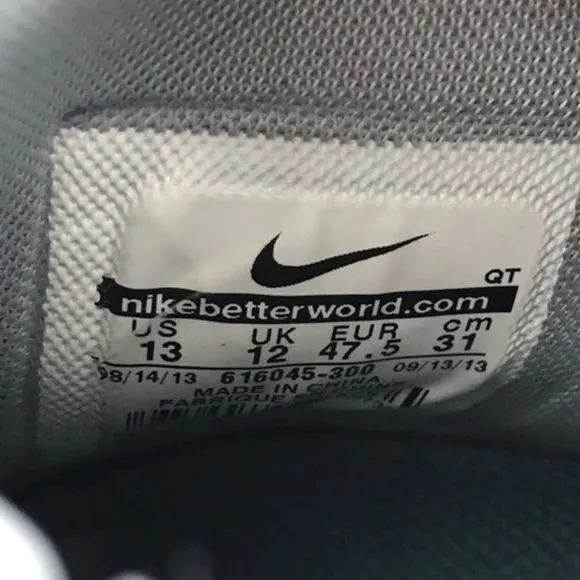 QT
nikebetterworld.com
US UK EUR cm
13 12 47.5 31
08/14/13 616045-300 09/13/13
MADE IN CHINA
FABRIQUE